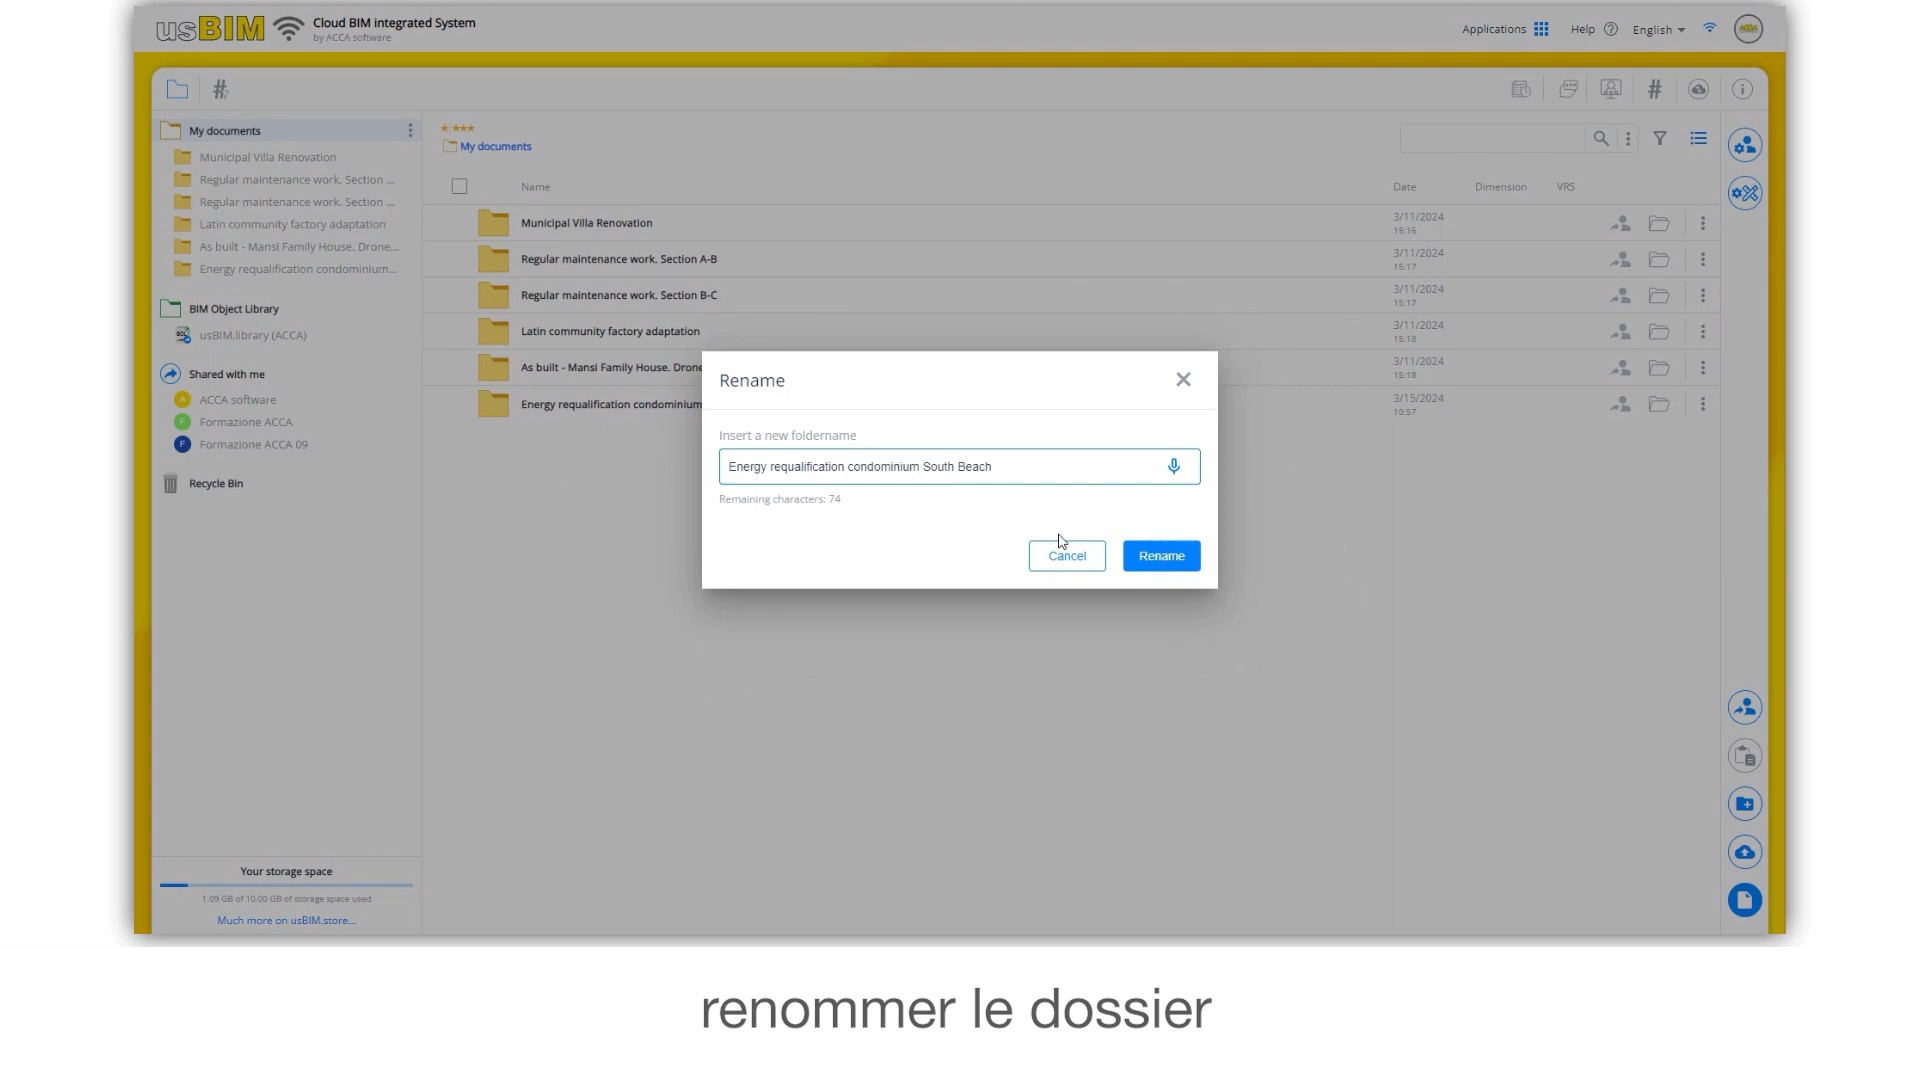 usBIM
Cloud BIM integrated System
by ACCA software
Applications
Help
English
ACCA
My documents
Municipal Villa Renovation
Regular maintenance work. Section ...
Regular maintenance work. Section ...
Latin community factory adaptation
As built - Mansi Family House. Drone...
Energy requalification condominium...
BIM Object Library
usBIM.library (ACCA)
Shared with me
A ACCA software
F Formazione ACCA
F Formazione ACCA 09
Recycle Bin
Your storage space
1.09 GB of 10.00 GB of storage space used
Much more on usBIM.store...
My documents
Name
Date
Dimension
VRS
Municipal Villa Renovation
3/11/2024
15:16
Regular maintenance work. Section A-B
3/11/2024
15:17
Regular maintenance work. Section B-C
3/11/2024
15:17
Latin community factory adaptation
3/11/2024
15:18
As built - Mansi Family House. Drone
3/11/2024
15:18
Energy requalification condominium
3/15/2024
10:57
Rename
Insert a new foldername
Energy requalification condominium South Beach
Remaining characters: 74
Cancel
Rename
renommer le dossier